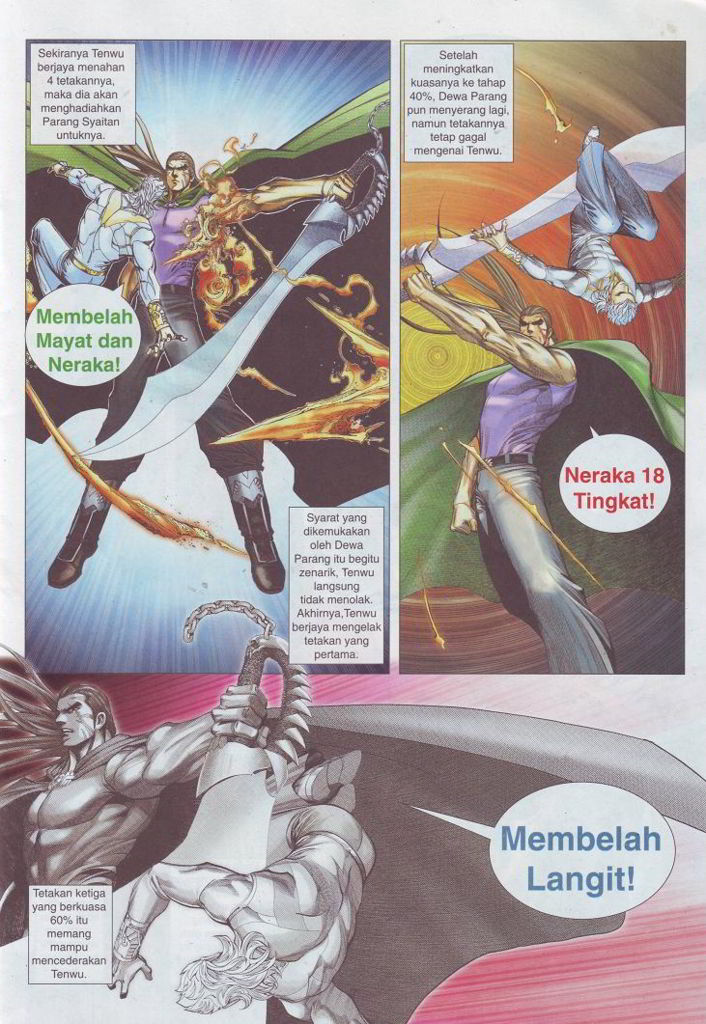 Sekiranya Tenwu
berjaya menahan
4 tetakannya,
maka dia akan
menghadiahkan
Parang Syaitan
untuknya.
Membelah
Mayat dan
Neraka!
Syarat yang
dikemukakan
oleh Dewa
Parang itu begitu
zenarik, Tenwu
langsung
tidak menolak.
Akhirnya,Tenwu
berjaya mengelak
tetakan yang
pertama.
Setelah
meningkatkan
kuasanya ke tahap
40%, Dewa Parang
pun menyerang lagi,
namun tetakannya
tetap gagal
mengenai Tenwu.
Neraka 18
Tingkat!
Membelah
Langit!
Tetakan ketiga
yang berkuasa
60% itu
memang
mampu
mencederakan
Tenwu.